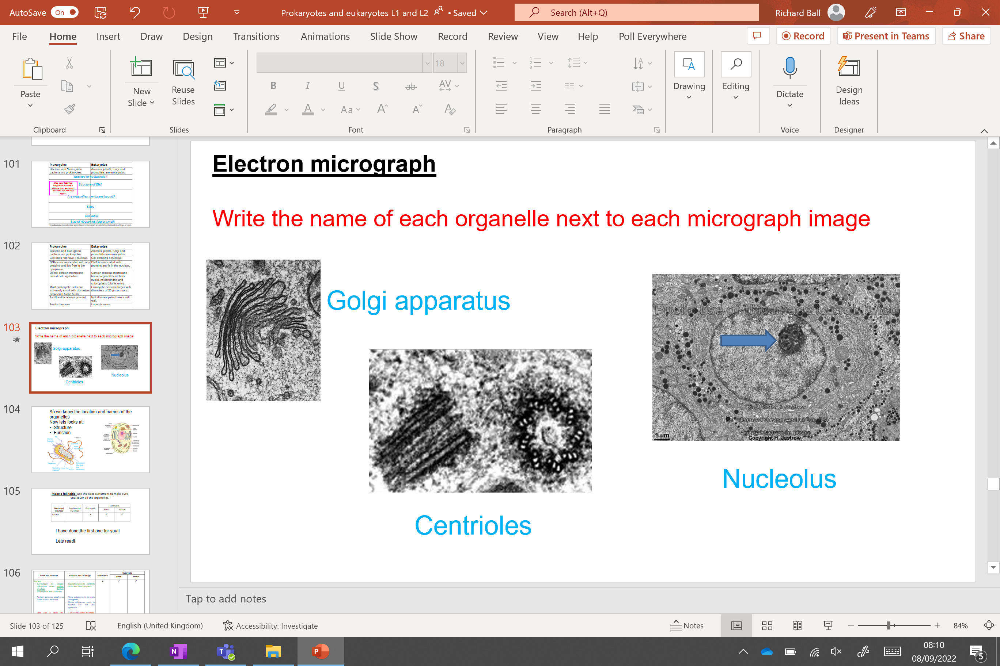 AutoSave On
Prokaryotes and eukaryotes L1 and L2 • Saved
Search (Alt+Q)
Richard Ball
File Home Insert Draw Design Transitions Animations Slide Show Record Review View Help Poll Everywhere
Record Present in Teams Share
Paste
New Slide
Reuse Slides
18
B I U S ab AV
A Aa A A A
Drawing
Editing
Dictate
Design Ideas
Clipboard Slides Font Paragraph Voice Designer
101
Prokaryotes Eukaryotes
Bacteria and *blue-green bacteria are prokaryotes.
Animals, plants, fungi and protoctists are eukaryotes.
Nucleus or no nucleus?
Use your labelled diagrams to write a comparison summary table for the two cell types.
Structure of DNA
Are organelles membrane bound?
Sizes
Cell walls
Size of ribosomes (big or small)
102
Prokaryotes Eukaryotes
Bacteria and blue-green bacteria are prokaryotes.
Animals, plants, fungi and protoctists are eukaryotes.
Cell does not have a nucleus. Cell contains a nucleus.
DNA is not associated with any proteins and lies free in the cytoplasm.
DNA is associated with proteins and is in the nucleus.
Do not contain membrane-bound cell organelles.
Contain discrete membrane-bound organelles such as nuclei, mitochondria and chloroplasts (plants only).
Most prokaryotic cells are extremely small with diameters between 0.5 and 5 µm.
Eukaryotic cells are larger with diameters of 20 µm or more.
A cell wall is always present.
Not all eukaryotes have a cell wall.
Smaller ribosomes Larger ribosomes
103
Electron micrograph
Write the name of each organelle next to each micrograph image
Golgi apparatus
Centrioles
Nucleolus
104
So we know the location and names of the organelles
Now lets looks at:
• Structure
• Function
105
Make a full table: use the spec statement to make sure
you cover all the organelles.
Name and structure Function and EM image Prokaryotic Eukaryotic
Plant Animal
Nucleus
I have done the first one for you!!
Lets read!
106
Name and structure Function and EM image Prokaryotic Eukaryotic
Plant Animal
Nucleus
Electron micrograph
Write the name of each organelle next to each micrograph image
Golgi apparatus
Public use of this image is prohibited
© & Photo: H. Jastrow
For a licensed version send an E-mail to
info@drjastrow.de, please
1 µm
Copyright H. Jastrow
Nucleolus
Centrioles
Tap to add notes
Slide 103 of 125
English (United Kingdom)
Accessibility: Investigate
Notes
84%
08:10
08/09/2022
5